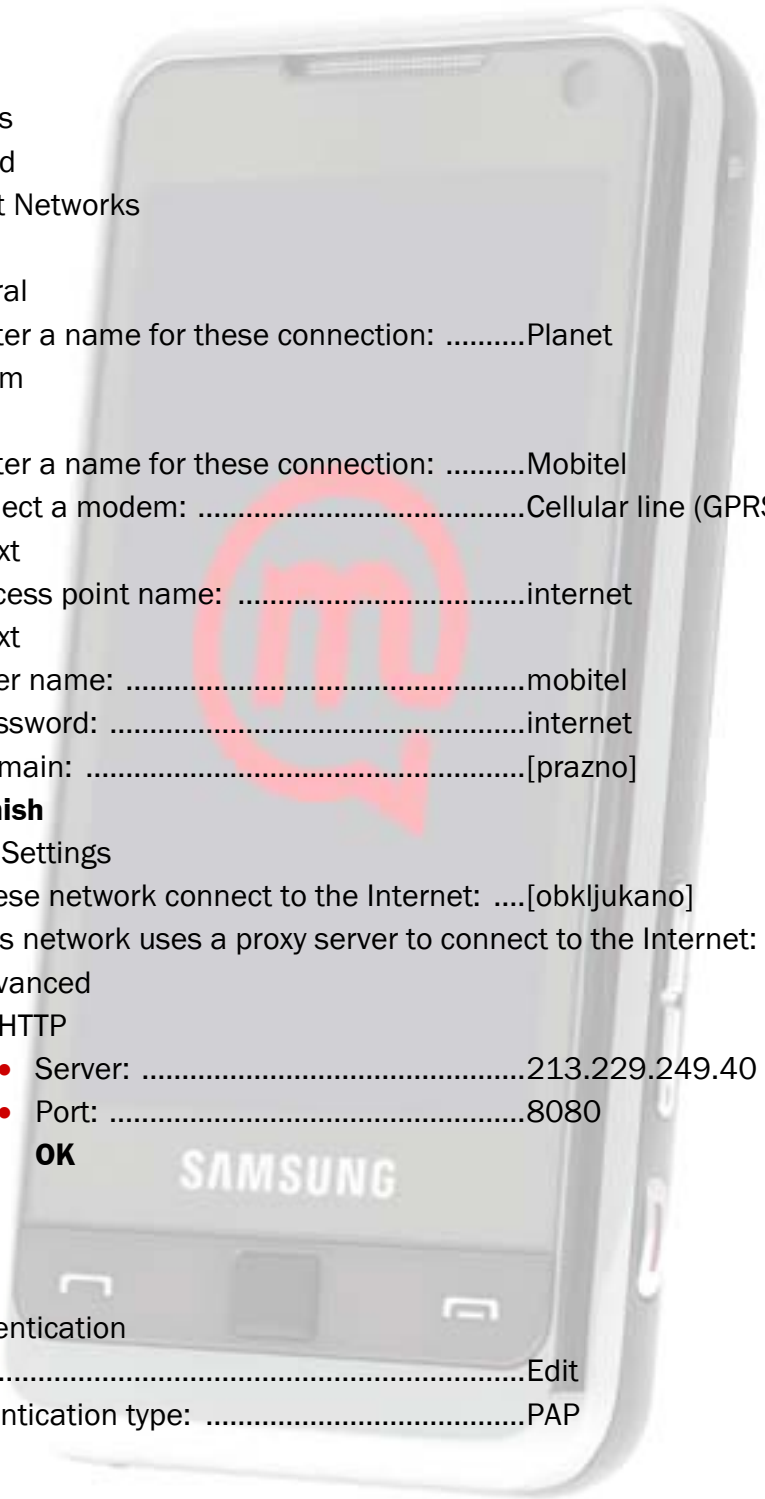 s
d
t Networks
ral
ter a name for these connection: ..........Planet
m
ter a name for these connection: ..........Mobitel
lect a modem: .........................................Cellular line (GPRS
xt
cess point name: ....................................internet
xt
er name: ..................................................mobitel
ssword: ....................................................internet
main: .......................................................[prazno]
nish
Settings
ese network connect to the Internet: ....[obkljukano]
s network uses a proxy server to connect to the Internet:
vanced
HTTP
• Server: ................................................213.229.249.40
• Port: ....................................................8080
OK
SAMSUNG
entication
..................................................................Edit
ntication type: ........................................PAP